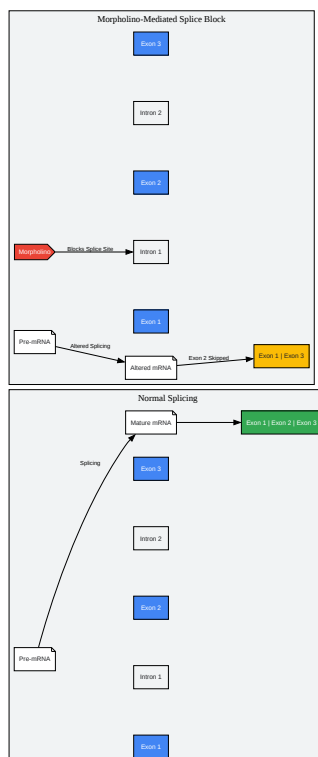 Morpholino-Mediated Splice Block
Exon 3
Intron 2
Exon 2
Morpholino
Blocks Splice Site
Intron 1
Exon 1
Pre-mRNA
Altered Splicing
Altered mRNA
Exon 2 Skipped
Exon 1 | Exon 3
Normal Splicing
Mature mRNA
Exon 1 | Exon 2 | Exon 3
Splicing
Exon 3
Intron 2
Exon 2
Pre-mRNA
Intron 1
Exon 1